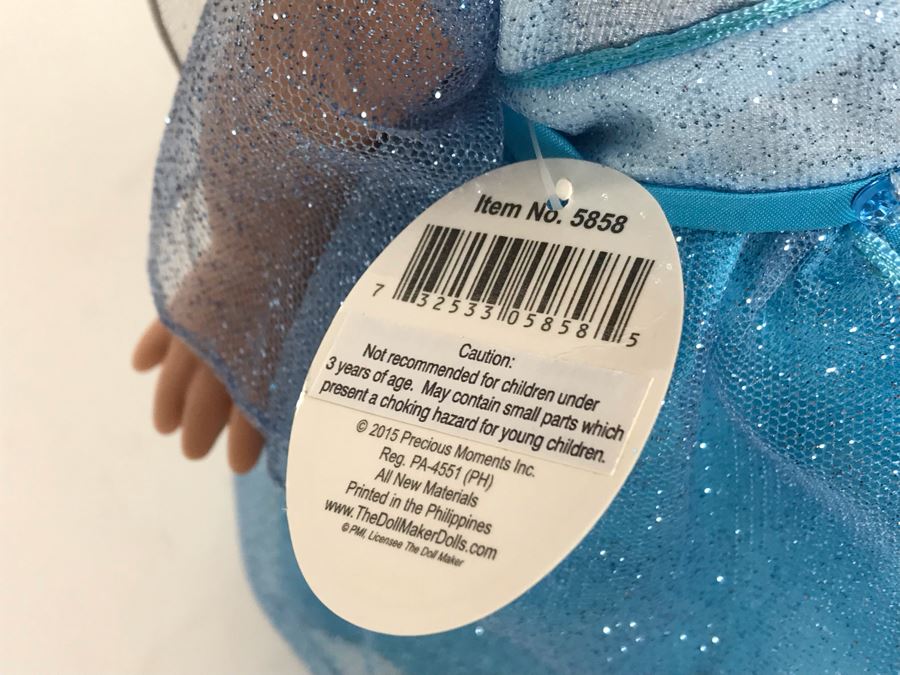 Item No. 5858
7 32533 05858 5
Caution:
Not recommended for children under
3 years of age. May contain small parts which
present a choking hazard for young children.
© 2015 Precious Moments Inc.
Reg. PA-4551 (PH)
All New Materials
Printed in the Philippines
www.TheDollMakerDolls.com
© PMI, Licensee The Doll Maker